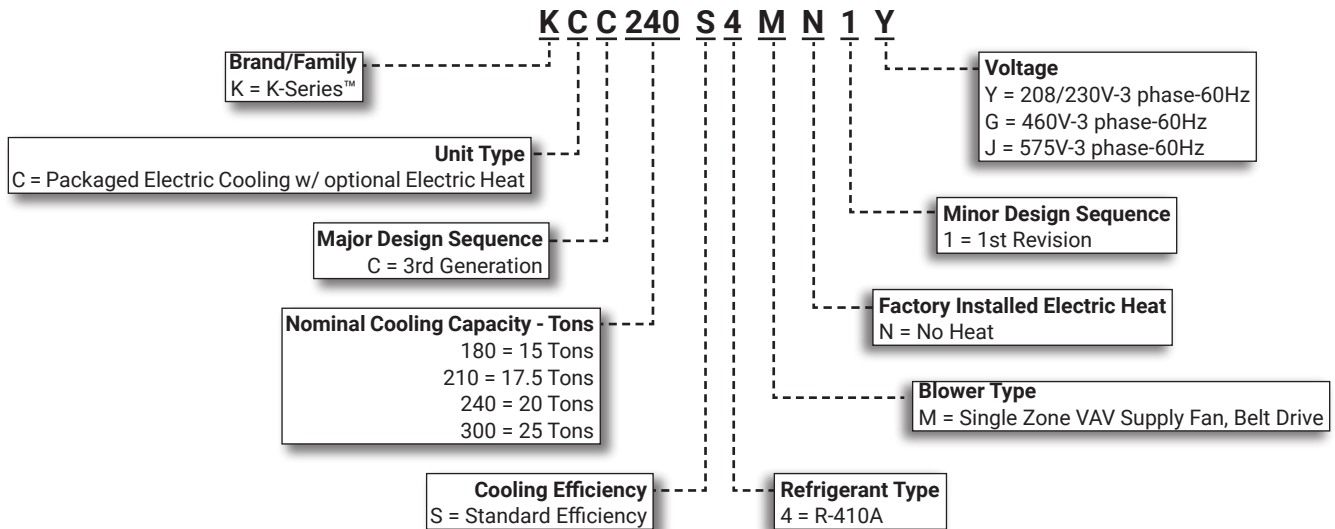 K C C 240 S 4 M N 1 Y
Brand/Family
K = K-Series™
Unit Type
C = Packaged Electric Cooling w/ optional Electric Heat
Major Design Sequence
C = 3rd Generation
Nominal Cooling Capacity - Tons
180 = 15 Tons
210 = 17.5 Tons
240 = 20 Tons
300 = 25 Tons
Cooling Efficiency
S = Standard Efficiency
Refrigerant Type
4 = R-410A
Blower Type
M = Single Zone VAV Supply Fan, Belt Drive
Factory Installed Electric Heat
N = No Heat
Minor Design Sequence
1 = 1st Revision
Voltage
Y = 208/230V-3 phase-60Hz
G = 460V-3 phase-60Hz
J = 575V-3 phase-60Hz